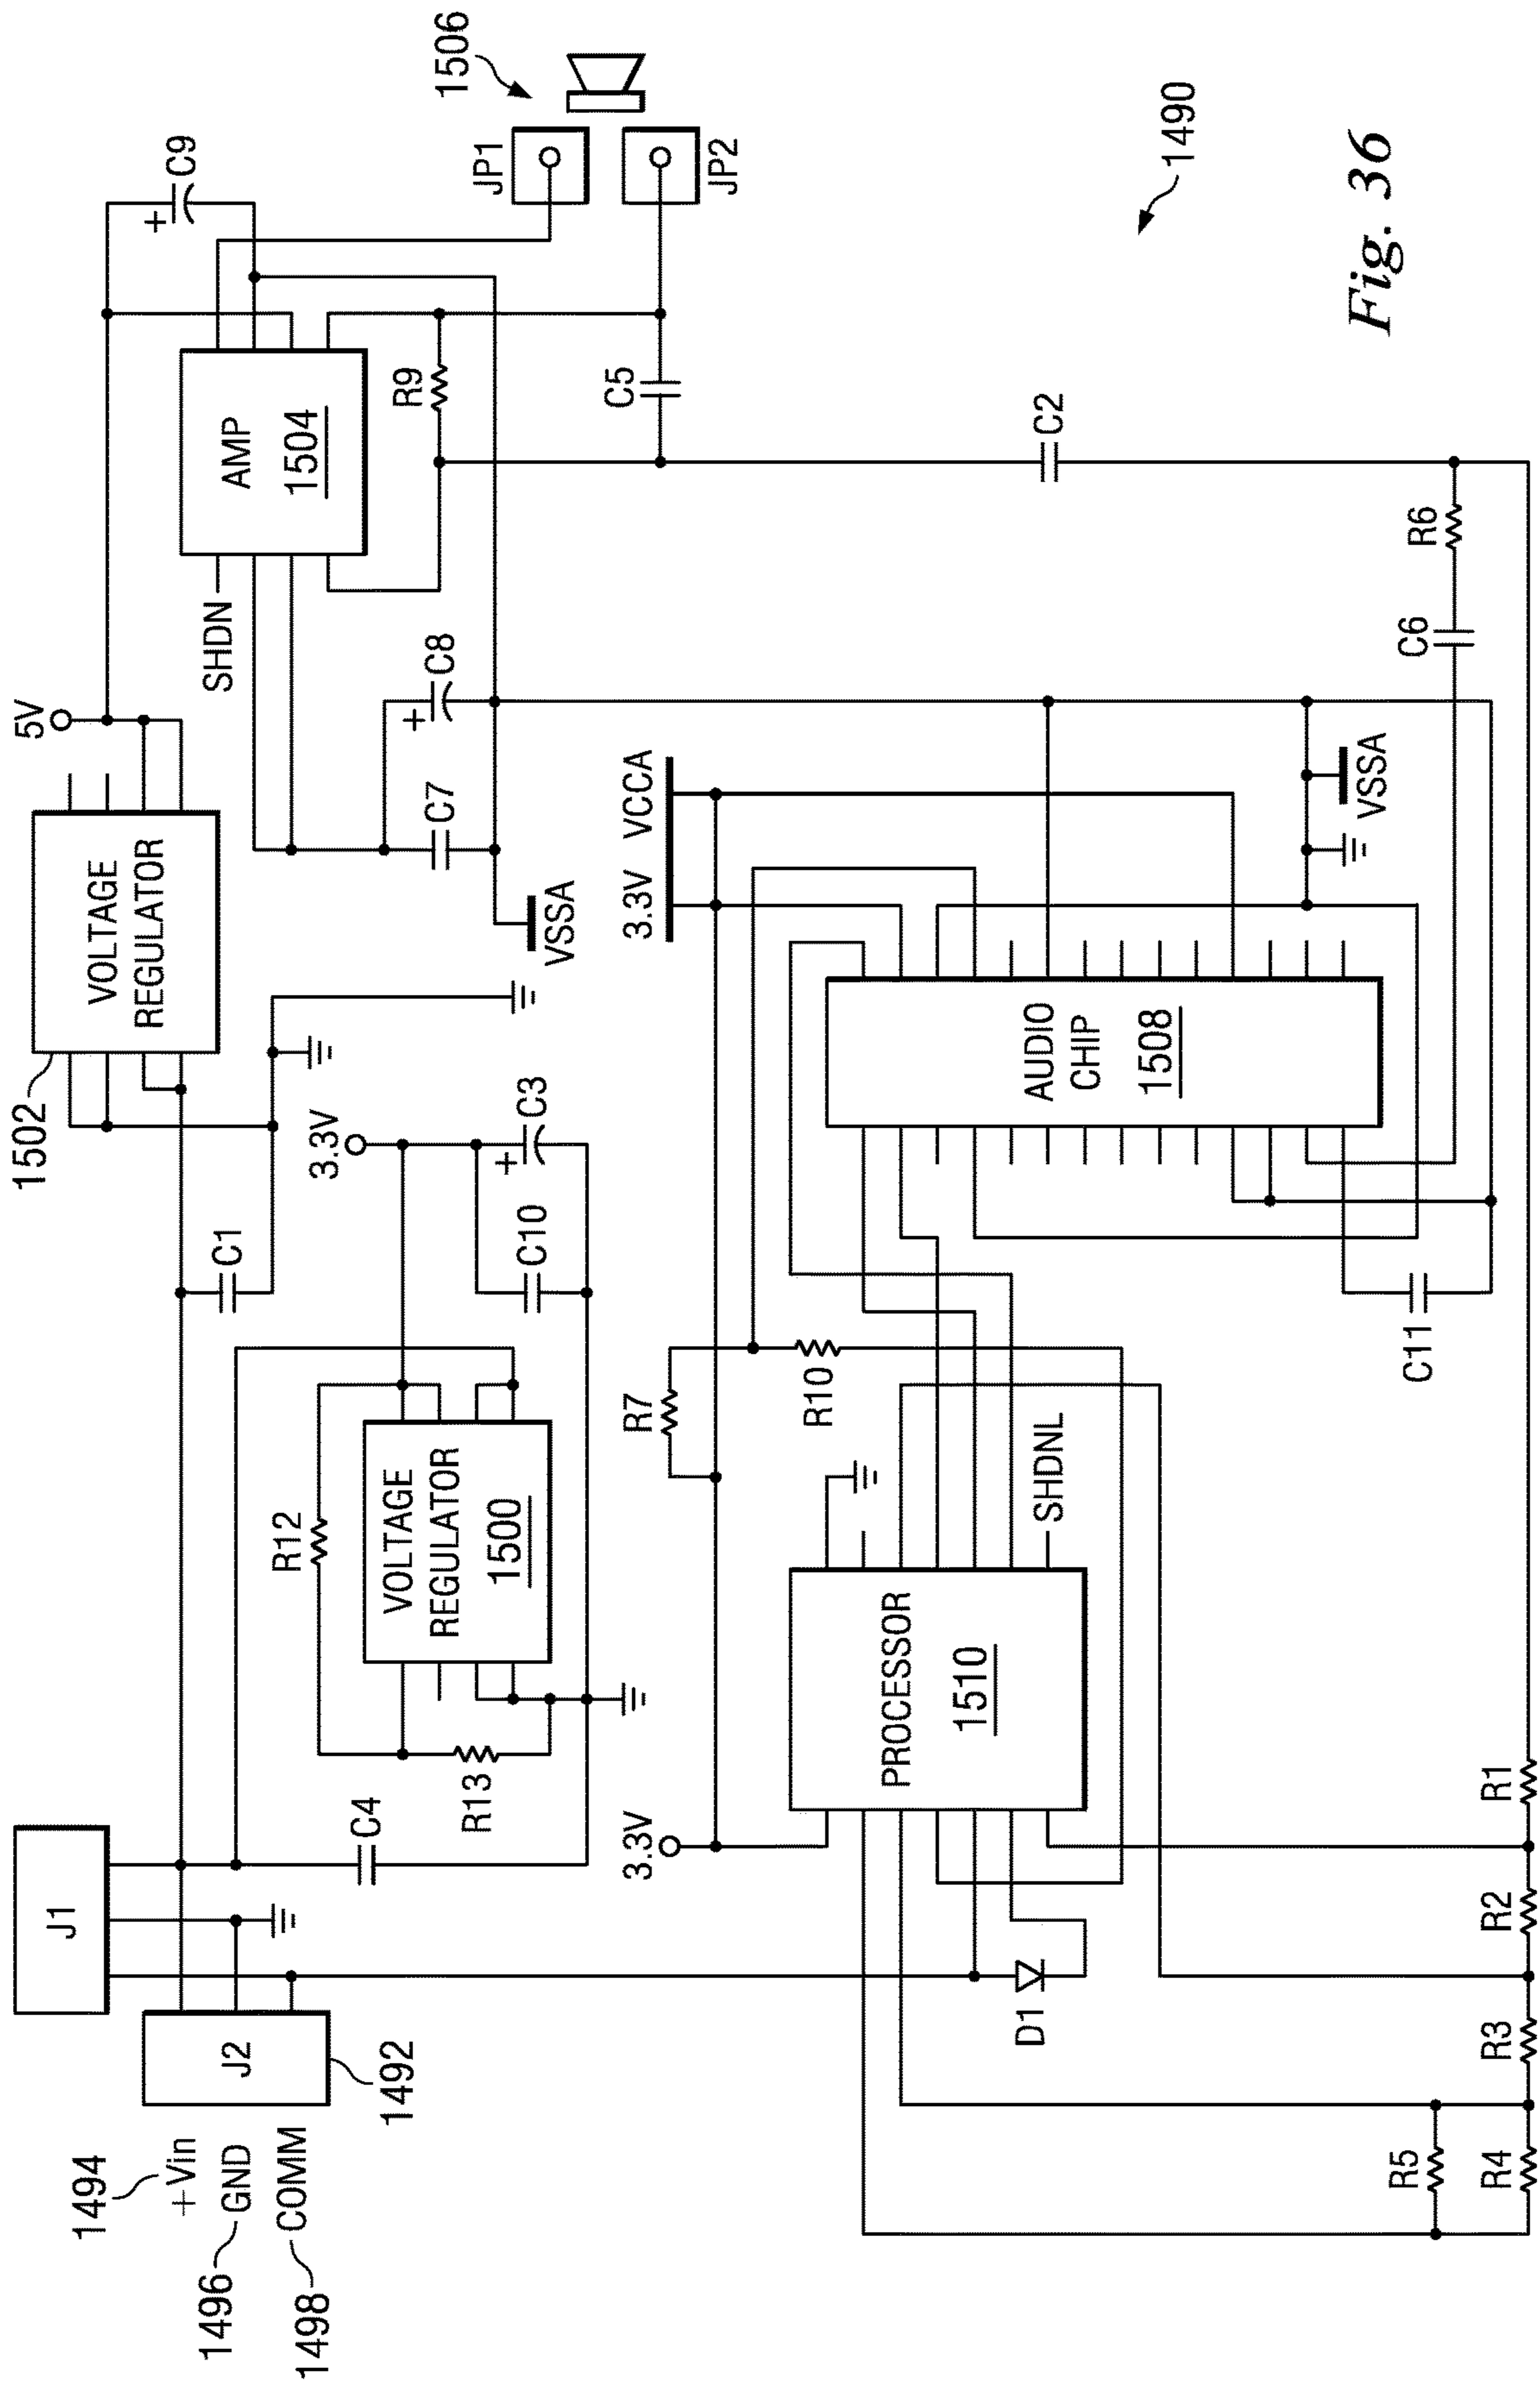 1494
+Vin
1496
GND
1498
COMM
J2
1492
J1
1502
VOLTAGE
REGULATOR
5V
C1
C4
R12
R13
VOLTAGE
REGULATOR
1500
3.3V
C10
C3
SHDN
AMP
1504
C9
R9
C7
C8
VSSA
C5
JP1
JP2
1506
3.3V
R7
R10
3.3V
VCCA
PROCESSOR
1510
SHDNL
D1
AUDIO
CHIP
1508
VSSA
C11
C6
R6
C2
R5
R4
R3
R2
R1
1490
Fig. 36